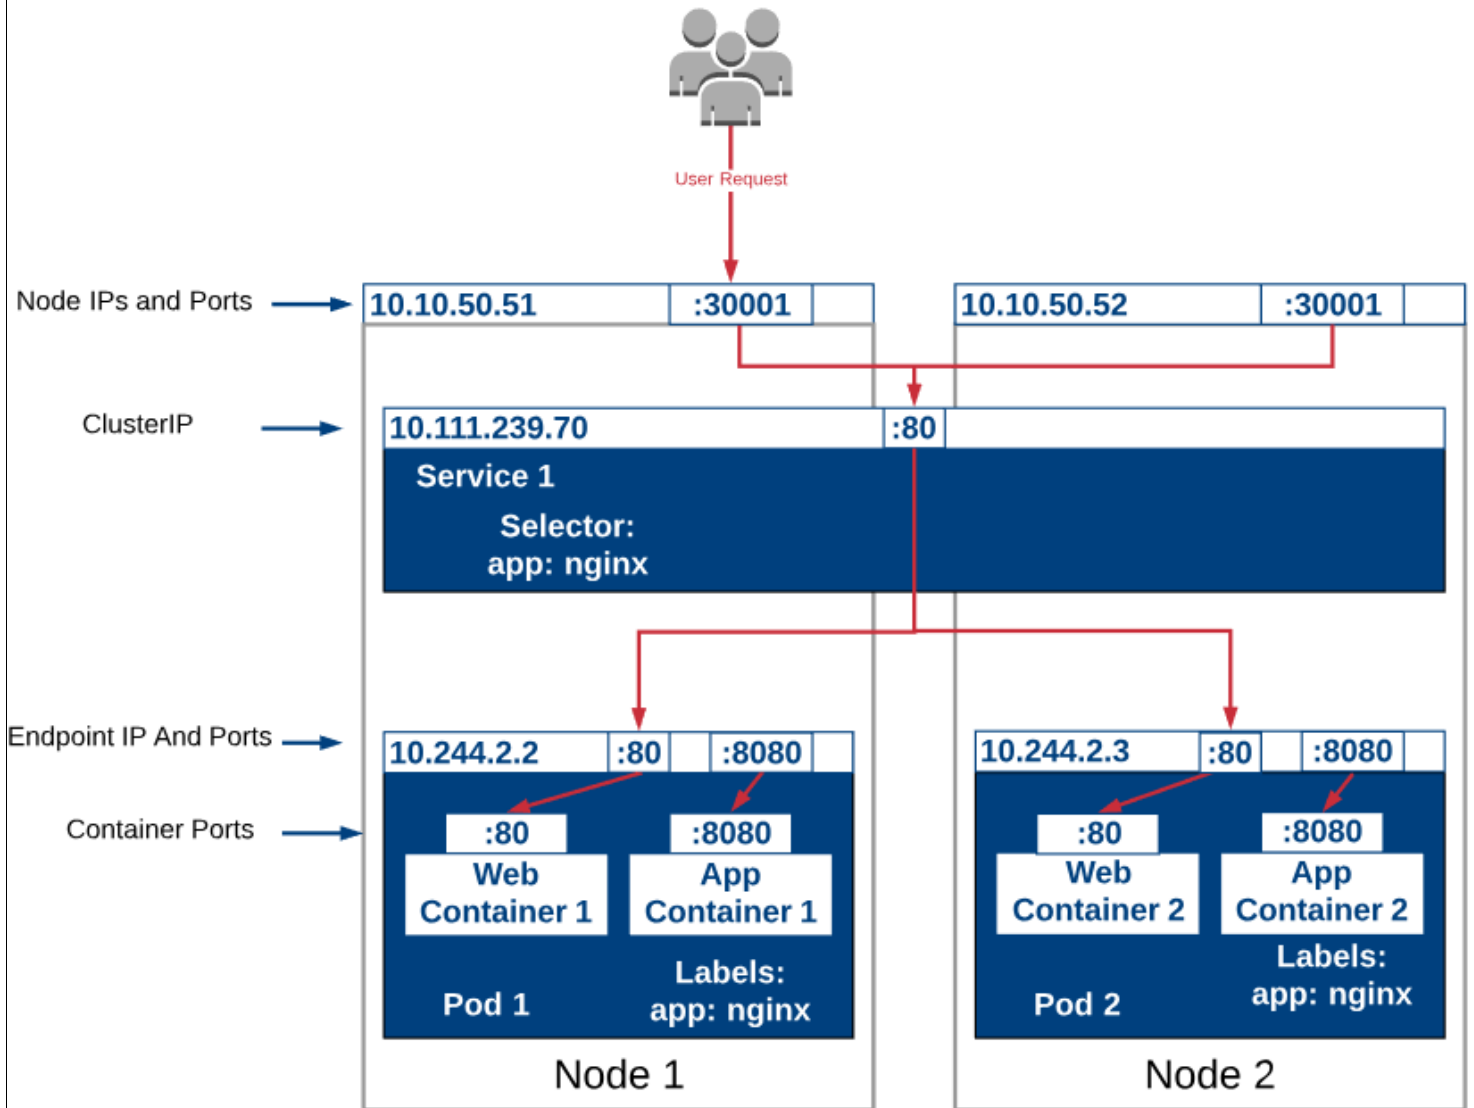 User Request
Node IPs and Ports
10.10.50.51
:30001
10.10.50.52
:30001
ClusterIP
10.111.239.70
:80
Service 1
Selector:
app: nginx
Endpoint IP And Ports
10.244.2.2
:80
:8080
10.244.2.3
:80
:8080
Container Ports
:80
:8080
:80
:8080
Web
Container 1
App
Container 1
Web
Container 2
App
Container 2
Labels:
app: nginx
Pod 1
Labels:
app: nginx
Pod 2
Node 1
Node 2